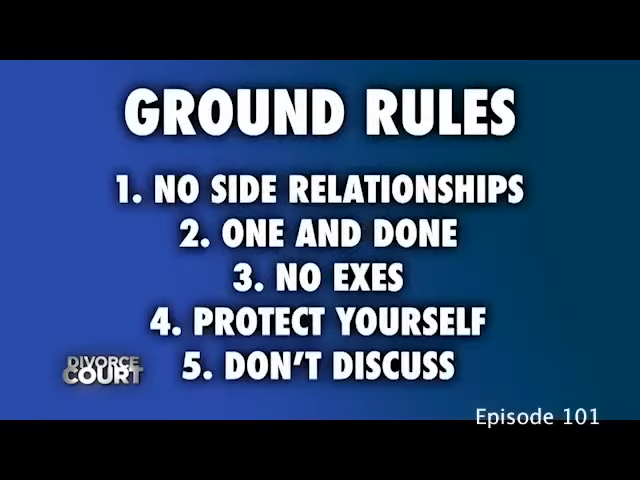 GROUND RULES
1. NO SIDE RELATIONSHIPS
2. ONE AND DONE
3. NO EXES
4. PROTECT YOURSELF
5. DON'T DISCUSS
DIVORCE
COURT
Episode 101